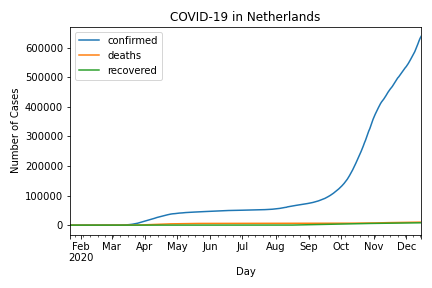 COVID-19 in Netherlands
confirmed
deaths
recovered
Number of Cases
600000
500000
400000
300000
200000
100000
0
Feb Mar Apr May Jun Jul Aug Sep Oct Nov Dec
2020
Day